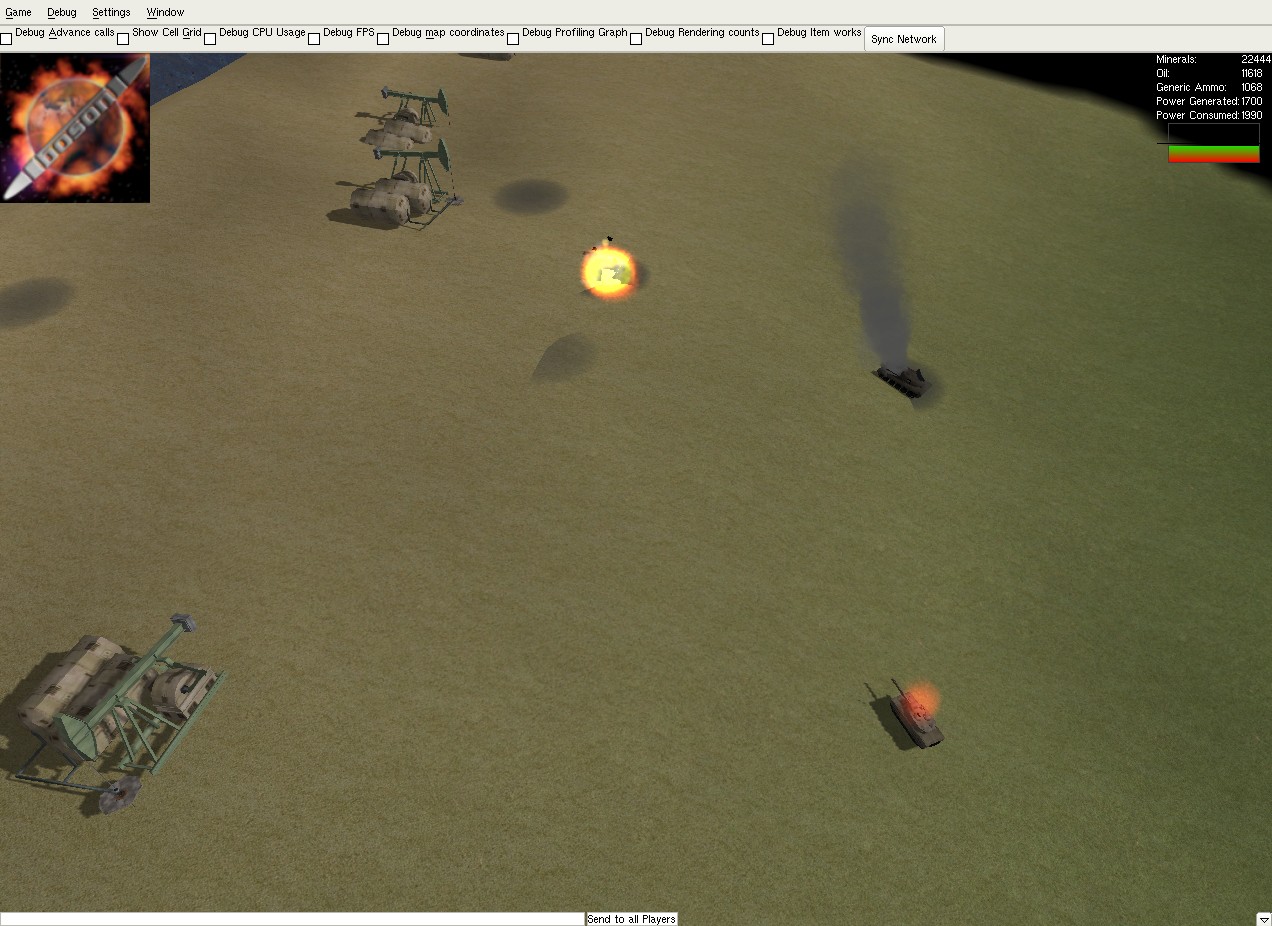 Game Debug Settings Window
Debug Advance calls Show Cell Grid Debug CPU Usage Debug FPS Debug map coordinates Debug Profiling Graph Debug Rendering counts Debug Item works Sync Network
boson
Minerals: 22444
Oil: 11618
Generic Ammo: 1068
Power Generated: 1700
Power Consumed: 1990
Send to all Players